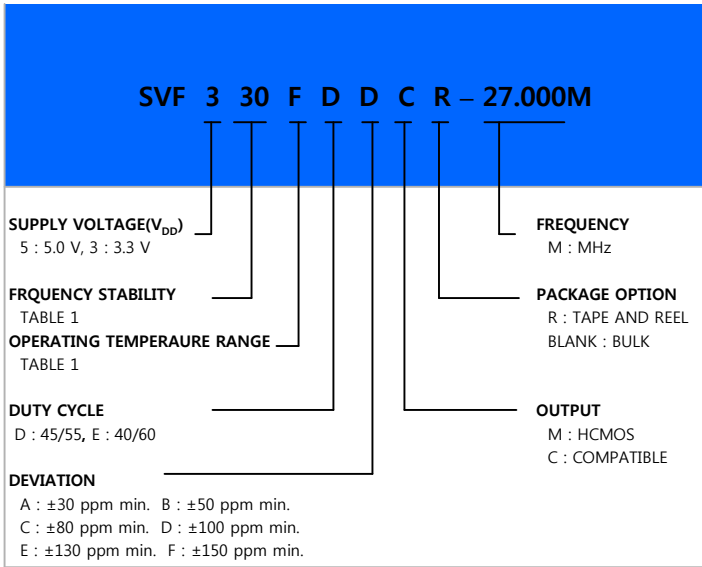 SVF 3 30 F D D C R – 27.000M
SUPPLY VOLTAGE(VDD)
5 : 5.0 V, 3 : 3.3 V
FRQUENCY STABILITY
TABLE 1
OPERATING TEMPERAURE RANGE
TABLE 1
DUTY CYCLE
D : 45/55, E : 40/60
DEVIATION
A : ±30 ppm min. B : ±50 ppm min.
C : ±80 ppm min. D : ±100 ppm min.
E : ±130 ppm min. F : ±150 ppm min.
FREQUENCY
M : MHz
PACKAGE OPTION
R : TAPE AND REEL
BLANK : BULK
OUTPUT
M : HCMOS
C : COMPATIBLE